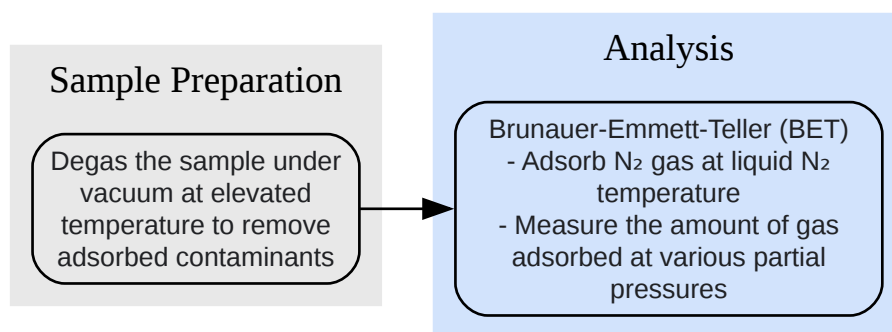 Sample Preparation
Degas the sample under
vacuum at elevated
temperature to remove
adsorbed contaminants
Analysis
Brunauer-Emmett-Teller (BET)
- Adsorb N₂ gas at liquid N₂
temperature
- Measure the amount of gas
adsorbed at various partial
pressures